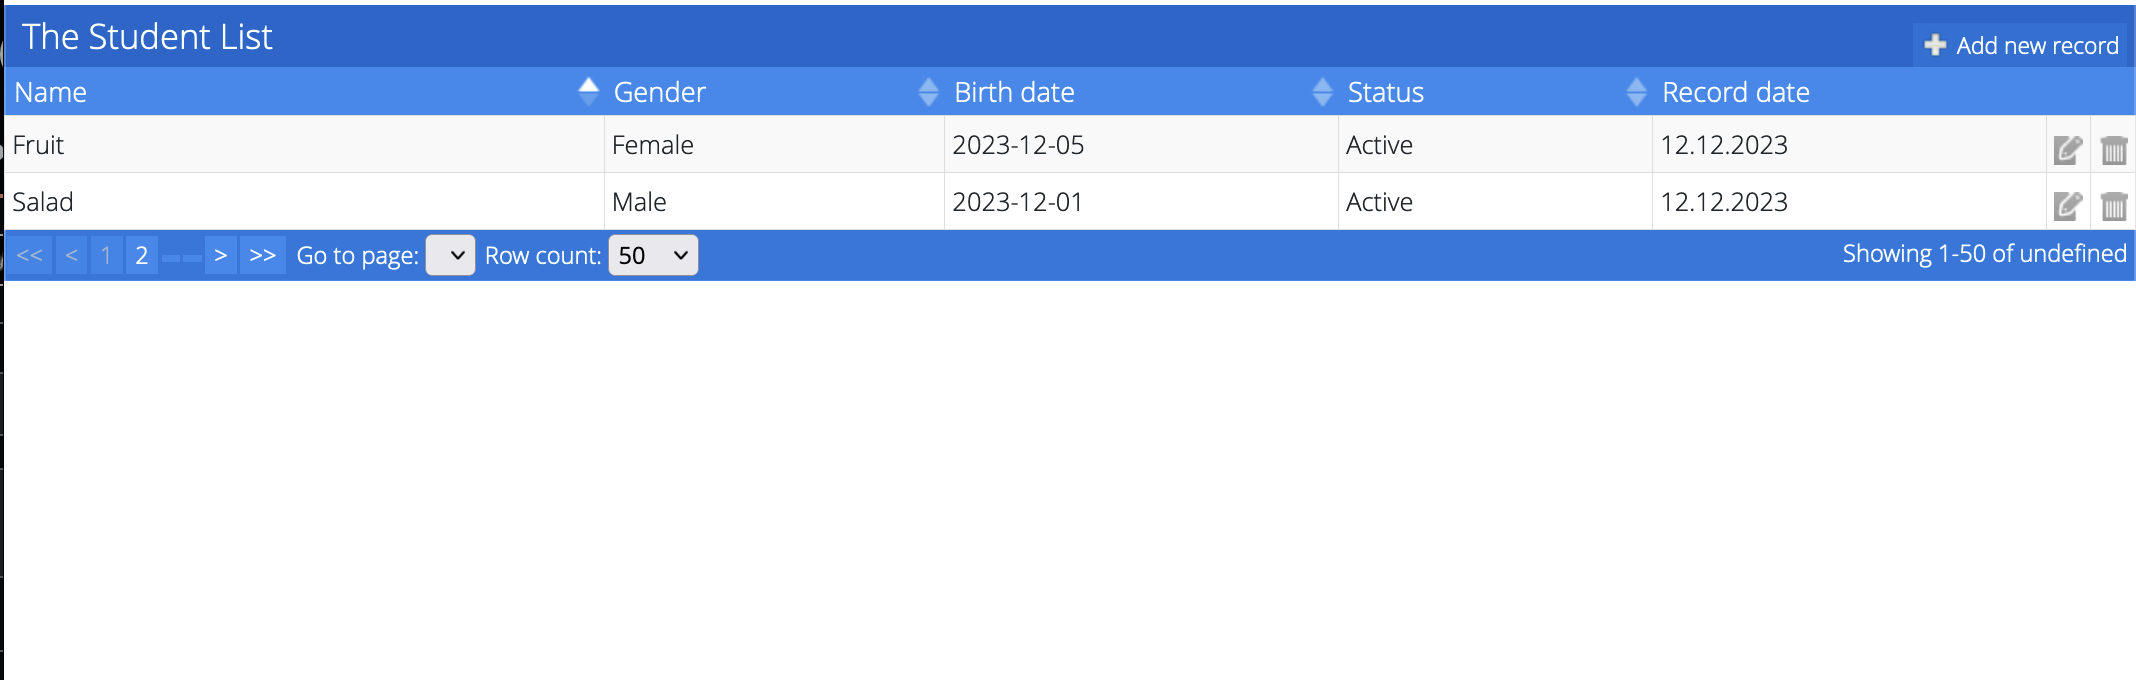 The Student List
Add new record
Name Gender Birth date Status Record date
Fruit Female 2023-12-05 Active 12.12.2023
Salad Male 2023-12-01 Active 12.12.2023
<< < 1 2 > >> Go to page: Row count: 50 Showing 1-50 of undefined